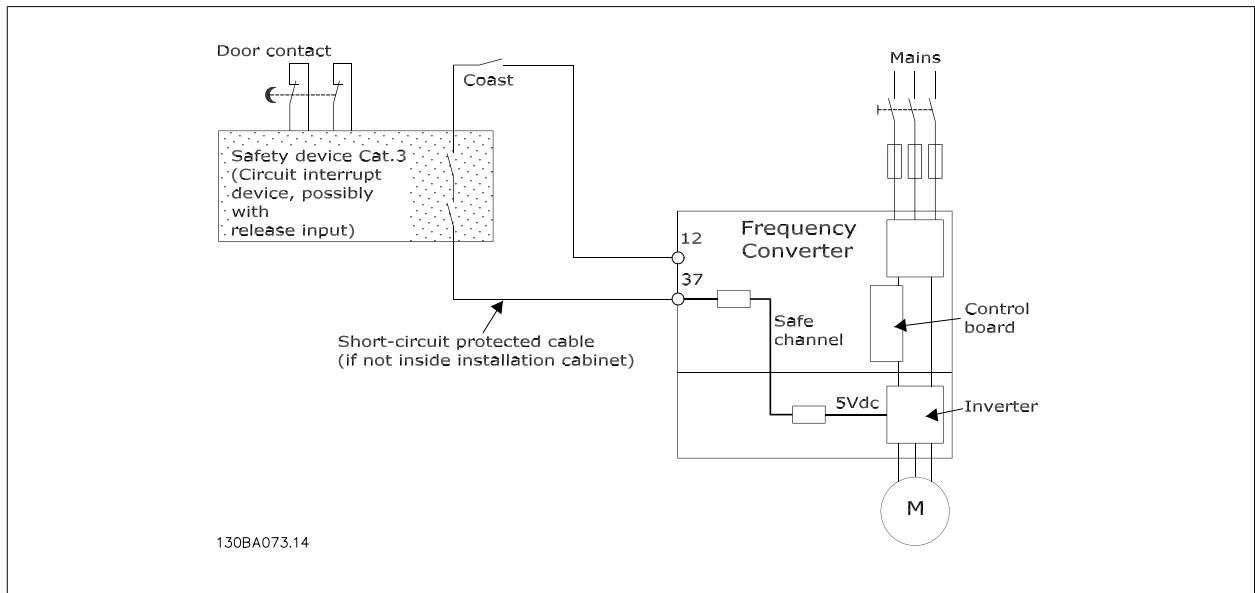 Door contact
Coast
Mains
Safety device Cat.3
(Circuit interrupt
device, possibly
with
release input)
12
Frequency
Converter
37
Safe
channel
Control
board
Short-circuit protected cable
(if not inside installation cabinet)
5Vdc
Inverter
M
130BA073.14